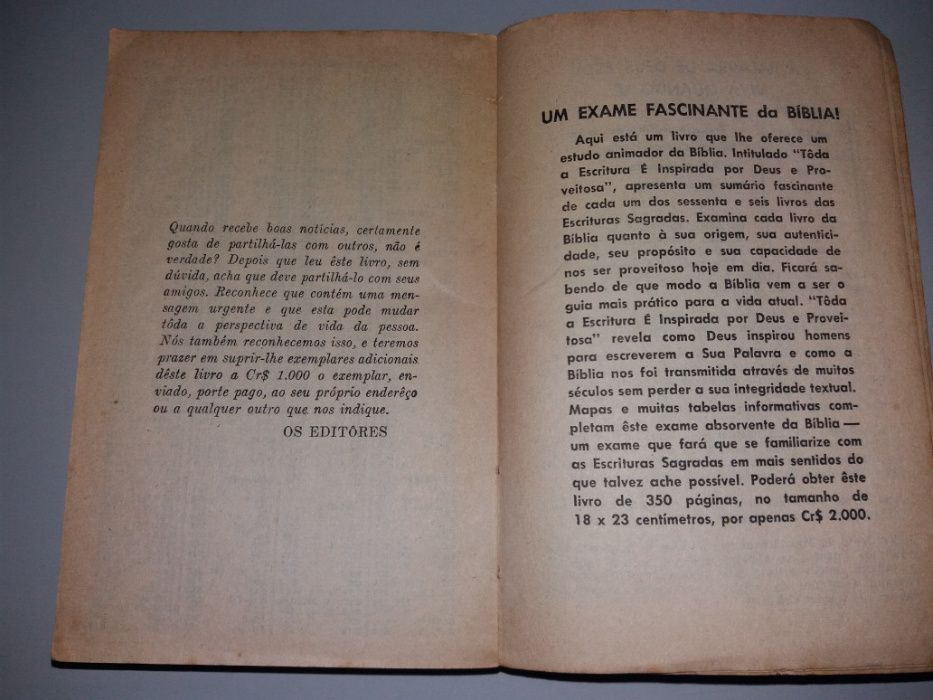 Quando recebe boas notícias, certamente
gosta de partilhá-las com outros, não é
verdade? Depois que leu êste livro, sem
dúvida, acha que deve partilhá-lo com seus
amigos. Reconhece que contém uma men-
sagem urgente e que esta pode mudar
tôda a perspectiva de vida da pessoa.
Nós também reconhecemos isso, e teremos
prazer em suprir-lhe exemplares adicionais
dêste livro a Cr$ 1.000 o exemplar, en-
viado, porte pago, ao seu próprio enderêço
ou a qualquer outro que nos indique.
OS EDITÔRES
UM EXAME FASCINANTE da BÍBLIA!
Aqui está um livro que lhe oferece um
estudo animador da Bíblia. Intitulado "Tôda
a Escritura É Inspirada por Deus e Pro-
veitosa", apresenta um sumário fascinante
de cada um dos sessenta e seis livros das
Escrituras Sagradas. Examina cada livro da
Bíblia quanto à sua origem, sua autentici-
dade, seu propósito e sua capacidade de
nos ser proveitoso hoje em dia. Ficará sa-
bendo de que modo a Bíblia vem a ser o
guia mais prático para a vida atual. "Tôda
a Escritura É Inspirada por Deus e Provei-
tosa" revela como Deus inspirou homens
para escreverem a Sua Palavra e como a
Bíblia nos foi transmitida através de muitos
séculos sem perder a sua integridade textual.
Mapas e muitas tabelas informativas com-
pletam êste exame absorvente da Bíblia —
um exame que fará que se familiarize com
as Escrituras Sagradas em mais sentidos do
que talvez ache possível. Poderá obter êste
livro de 350 páginas, no tamanho de
18 x 23 centímetros, por apenas Cr$ 2.000.